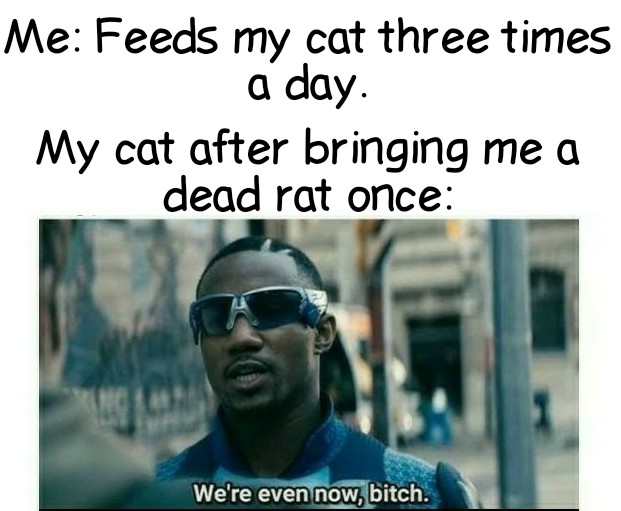 Me: Feeds my cat three times
a day.
My cat after bringing me a
dead rat once:
We're even now, bitch.